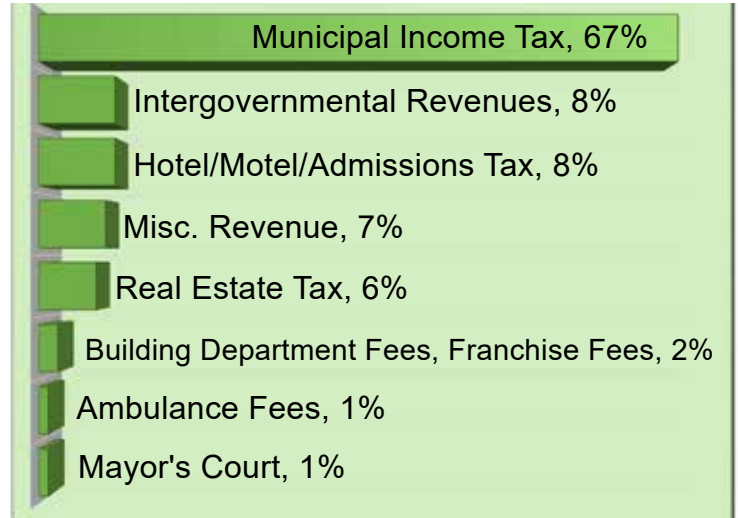 Municipal Income Tax, 67%
Intergovernmental Revenues, 8%
Hotel/Motel/Admissions Tax, 8%
Misc. Revenue, 7%
Real Estate Tax, 6%
Building Department Fees, Franchise Fees, 2%
Ambulance Fees, 1%
Mayor's Court, 1%